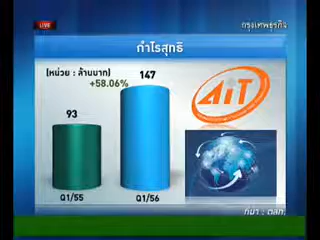 LIVE
กรุงเทพธุรกิจ
กำไรสุทธิ
(หน่วย : ล้านบาท)
+58.06%
147
93
AiT
Q1/55
Q1/56
ที่มา : ตลท.